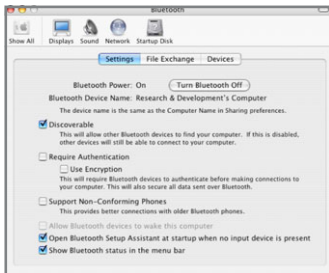 Bluetooth
Show All Displays Sound Network Startup Disk
Settings File Exchange Devices
Bluetooth Power: On Turn Bluetooth Off
Bluetooth Device Name: Research & Development's Computer
The device name is the same as the Computer Name in Sharing preferences.
Discoverable
This will allow other Bluetooth devices to find your computer. If this is disabled,
other devices will still be able to connect to your computer.
Require Authentication
Use Encryption
This will require Bluetooth devices to authenticate before making connections to
your computer. This will also secure all data sent over Bluetooth.
Support Non-Conforming Phones
This provides better connections with older Bluetooth phones.
Allow Bluetooth devices to wake this computer
Open Bluetooth Setup Assistant at startup when no input device is present
Show Bluetooth status in the menu bar